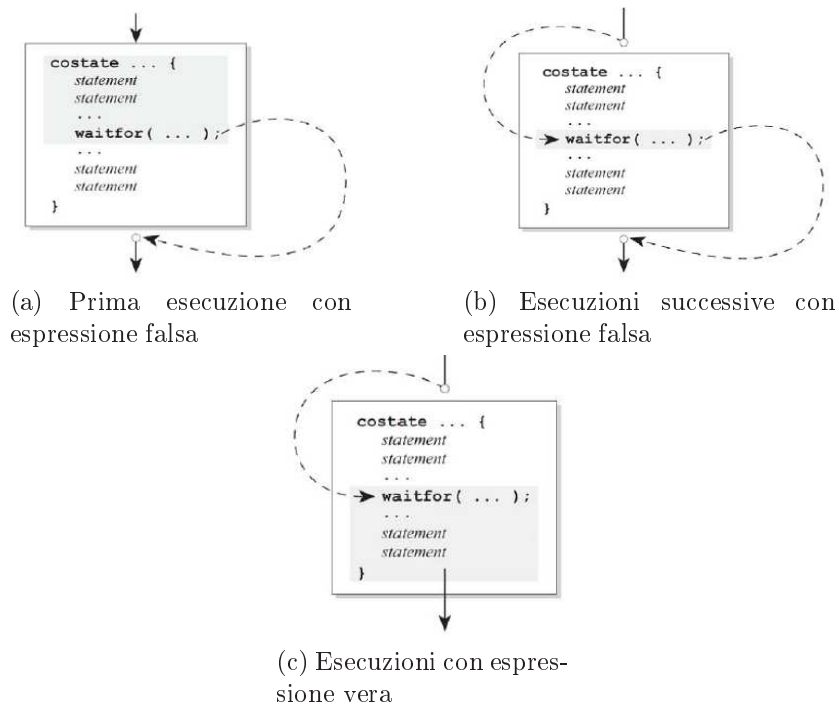 costate ... {
statement
statement
...
waitfor( ... );
...
statement
statement
}
(a) Prima esecuzione con
espressione falsa
costate ... {
statement
statement
...
waitfor( ... );
...
statement
statement
}
(b) Esecuzioni successive con
espressione falsa
costate ... {
statement
statement
...
waitfor( ... );
...
statement
statement
}
(c) Esecuzioni con espres-
sione vera